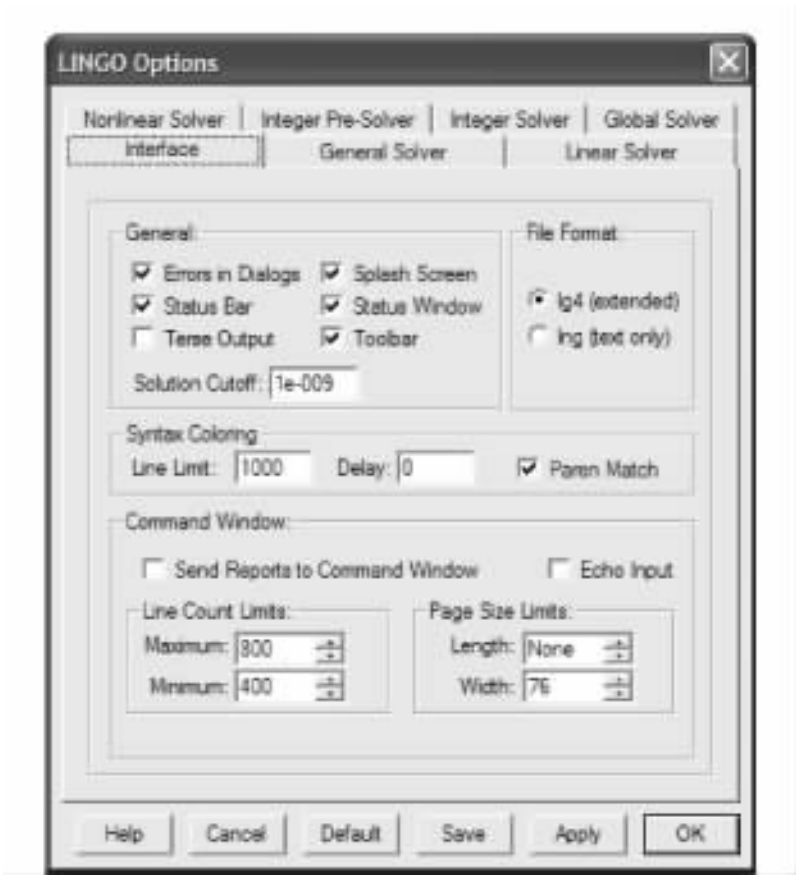 LINGO Options
Nonlinear Solver Integer Pre-Solver Integer Solver Global Solver
Interface General Solver Linear Solver
General: File Format:
Errors in Dialogs Splash Screen
Status Bar Status Window lg4 (extended)
Terse Output Toolbar lng (text only)
Solution Cutoff: 1e-009
Syntax Coloring
Line Limit: 1000 Delay: 0 Paren Match
Command Window:
Send Reports to Command Window Echo Input
Line Count Limits: Page Size Limits:
Maximum: 800 Length: None
Minimum: 400 Width: 76
Help Cancel Default Save Apply OK